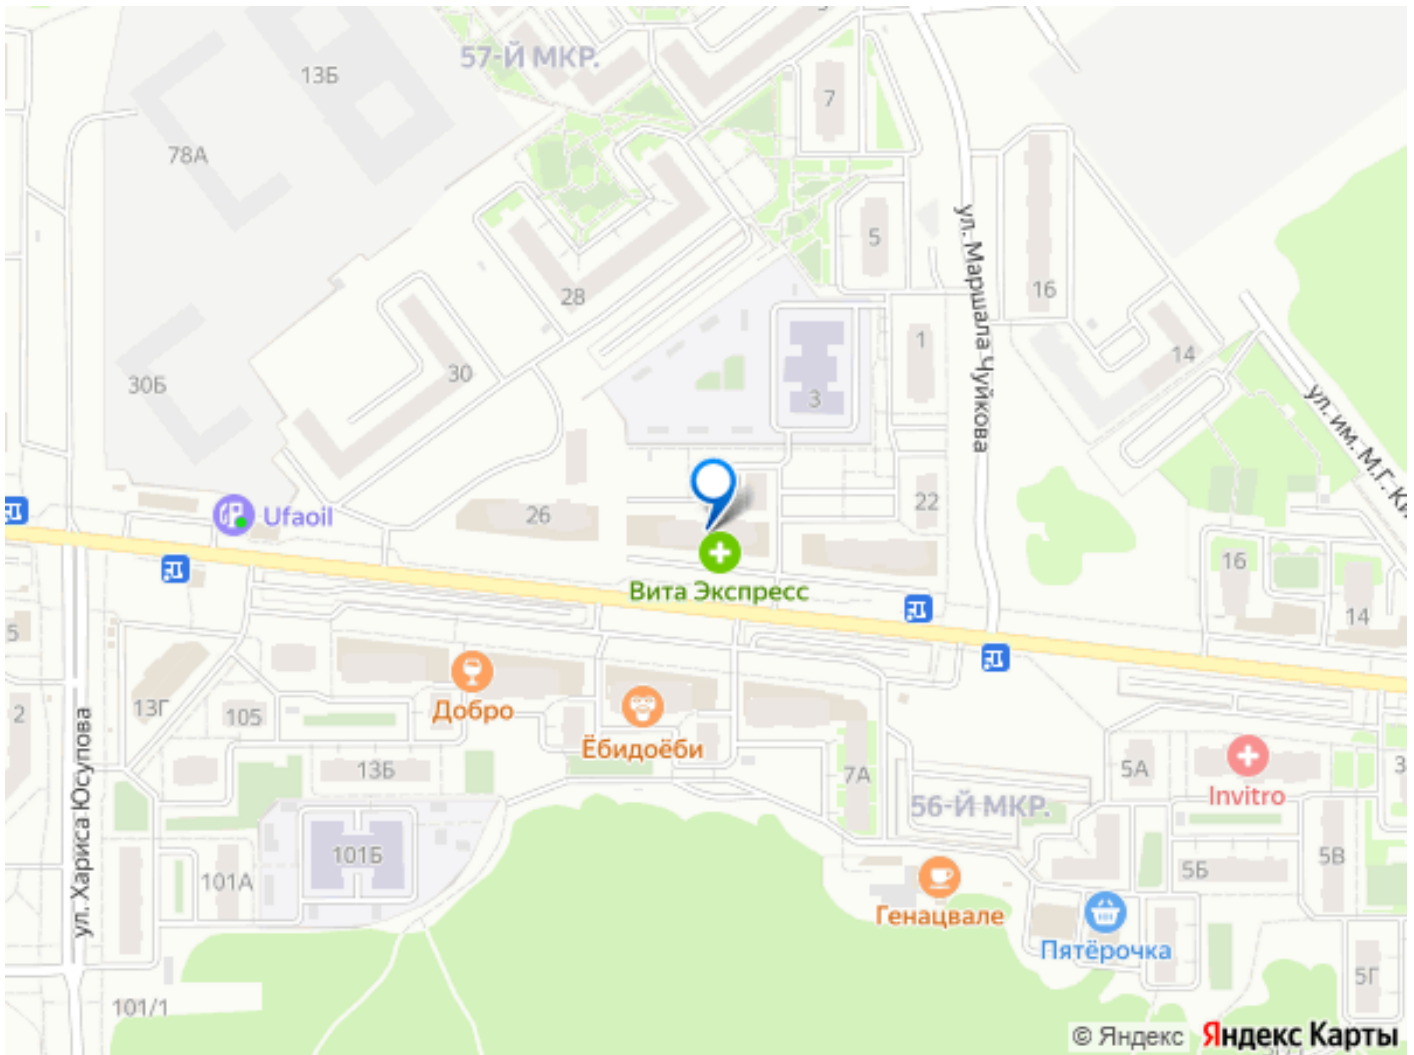 57-Й МКР.
13Б
7
78А
ул. Маршала Чуйкова
5
16
28
1
14
30
30Б
3
ул. им. М.Г.
22
26
Ufaoil
16
Вита Экспресс
14
5
Добро
13Г
105
2
Ёбидоёби
13Б
7А
5А
Invitro
3
56-Й МКР.
ул. Хариса Юсупова
101Б
101А
5Б
5В
Генацвале
Пятёрочка
5Г
101/1
© Яндекс Яндекс Карты